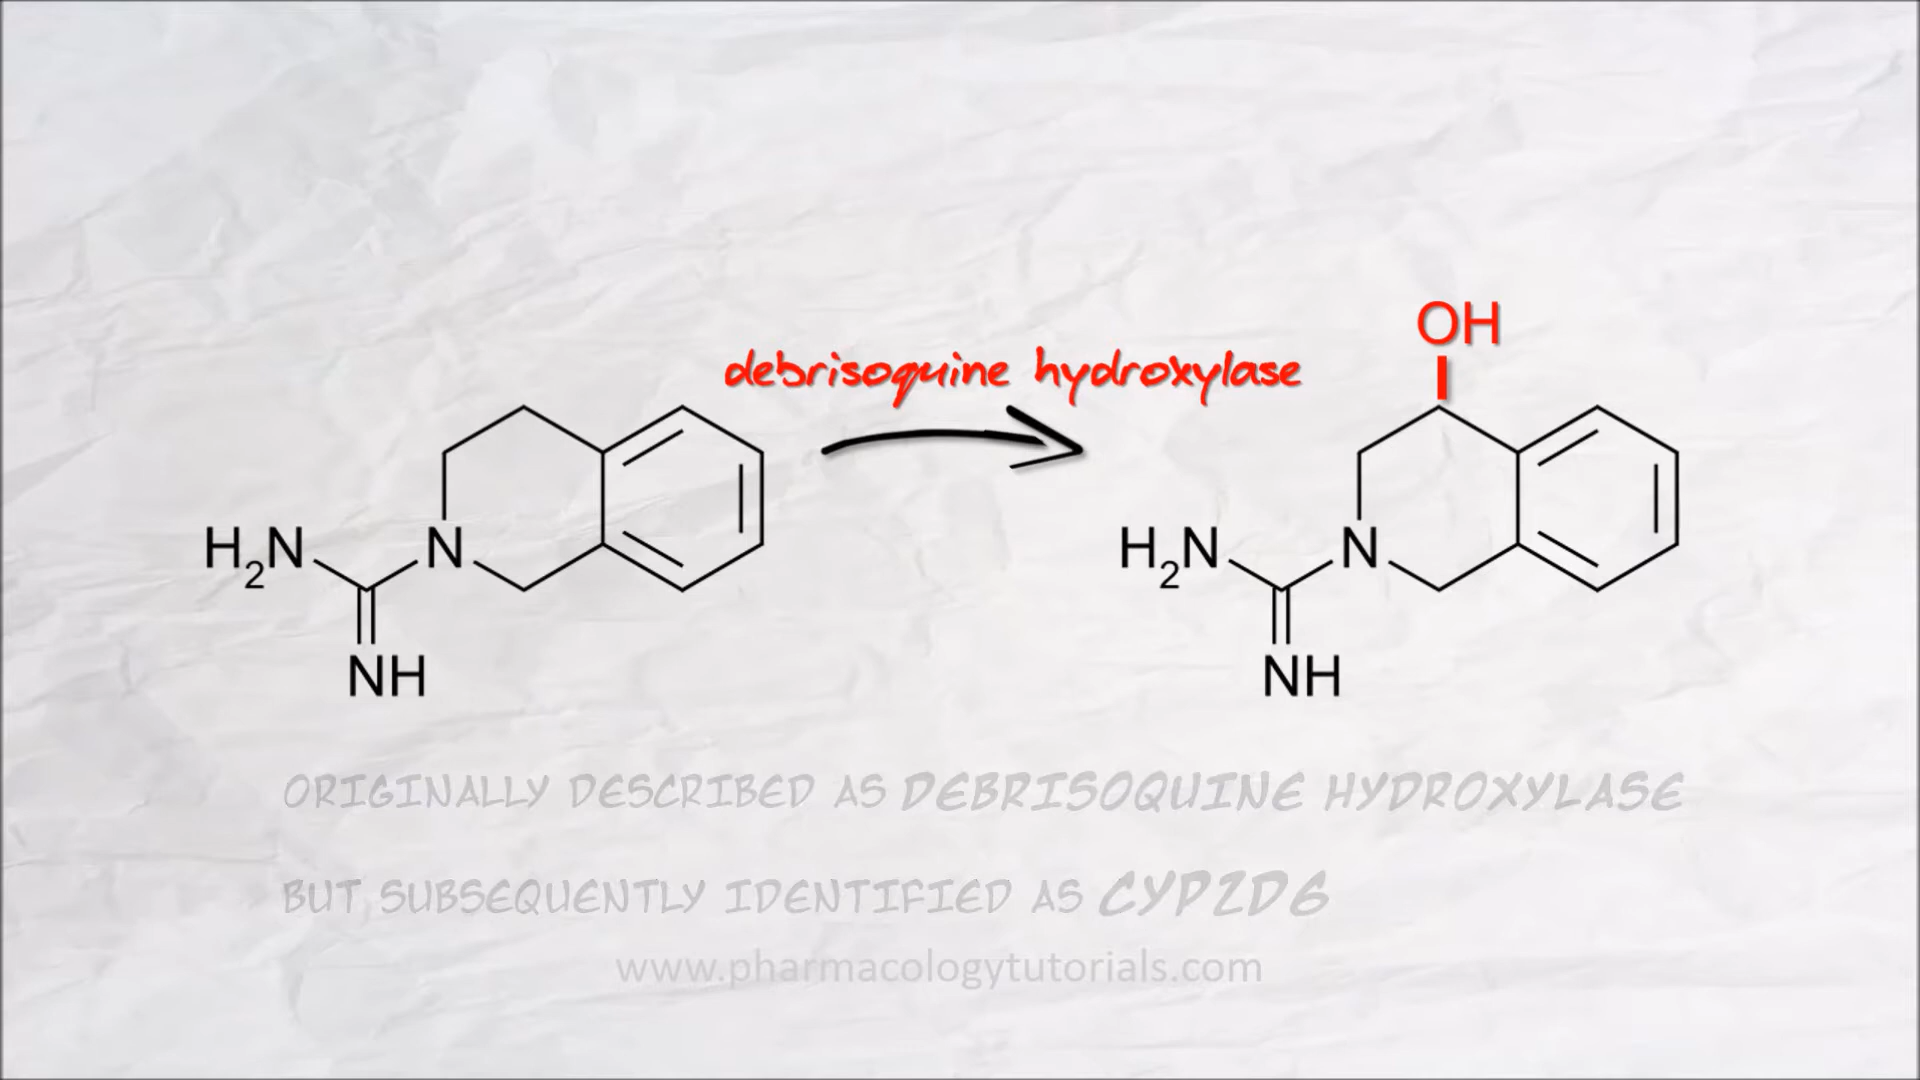 debrisoquine hydroxylase
OH
H2N
N
NH
H2N
N
NH
ORIGINALLY DESCRIBED AS DEBRISOQUINE HYDROXYLASE
BUT SUBSEQUENTLY IDENTIFIED AS CYP2D6
www.pharmacologytutorials.com